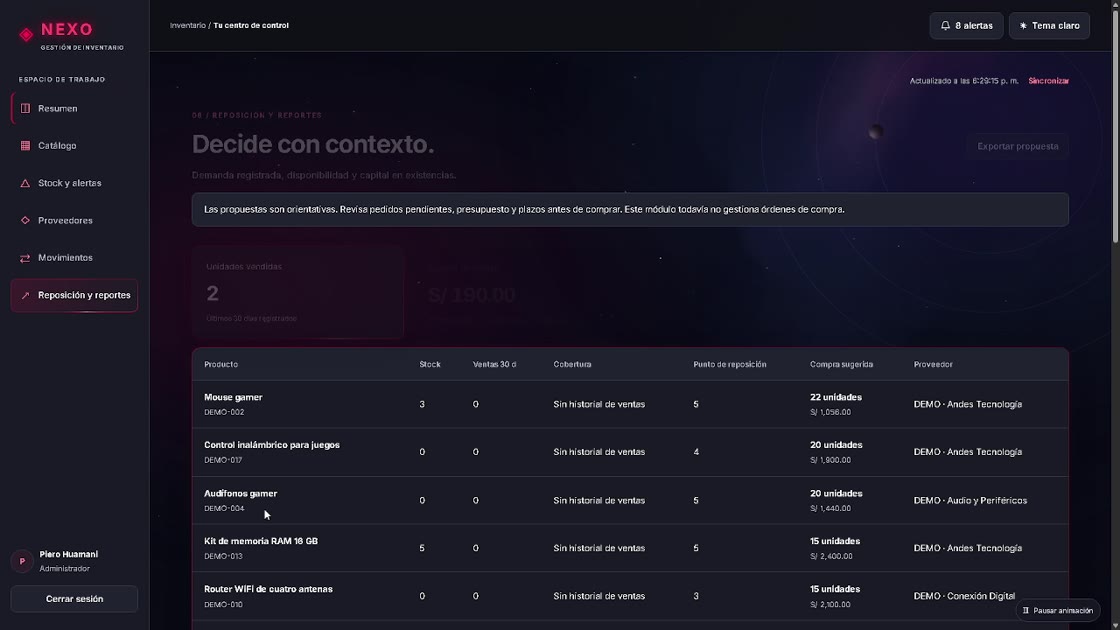 NEXO
GESTIÓN DE INVENTARIO
ESPACIO DE TRABAJO
Resumen
Catálogo
Stock y alertas
Proveedores
Movimientos
Reposición y reportes
P
Piero Huamani
Administrador
Cerrar sesión
Inventario / Tu centro de control
8 alertas
Tema claro
Actualizado a las 6:29:15 p. m. Sincronizar
06 / REPOSICIÓN Y REPORTES
Decide con contexto.
Exportar propuesta
Demanda registrada, disponibilidad y capital en existencias.
Las propuestas son orientativas. Revisa pedidos pendientes, presupuesto y plazos antes de comprar. Este módulo todavía no gestiona órdenes de compra.
Unidades vendidas
2
Últimos 30 días registrados
S/ 190.00
Producto Stock Ventas 30 d Cobertura Punto de reposición Compra sugerida Proveedor
Mouse gamer
DEMO-002
3 0 Sin historial de ventas 5
22 unidades
S/ 1,056.00
DEMO · Andes Tecnología
Control inalámbrico para juegos
DEMO-017
0 0 Sin historial de ventas 4
20 unidades
S/ 1,900.00
DEMO · Andes Tecnología
Audífonos gamer
DEMO-004
0 0 Sin historial de ventas 5
20 unidades
S/ 1,440.00
DEMO · Audio y Periféricos
Kit de memoria RAM 16 GB
DEMO-013
5 0 Sin historial de ventas 5
15 unidades
S/ 2,400.00
DEMO · Andes Tecnología
Router WiFi de cuatro antenas
DEMO-010
0 0 Sin historial de ventas 3
15 unidades
S/ 2,100.00
DEMO · Conexión Digital
Pausar animación